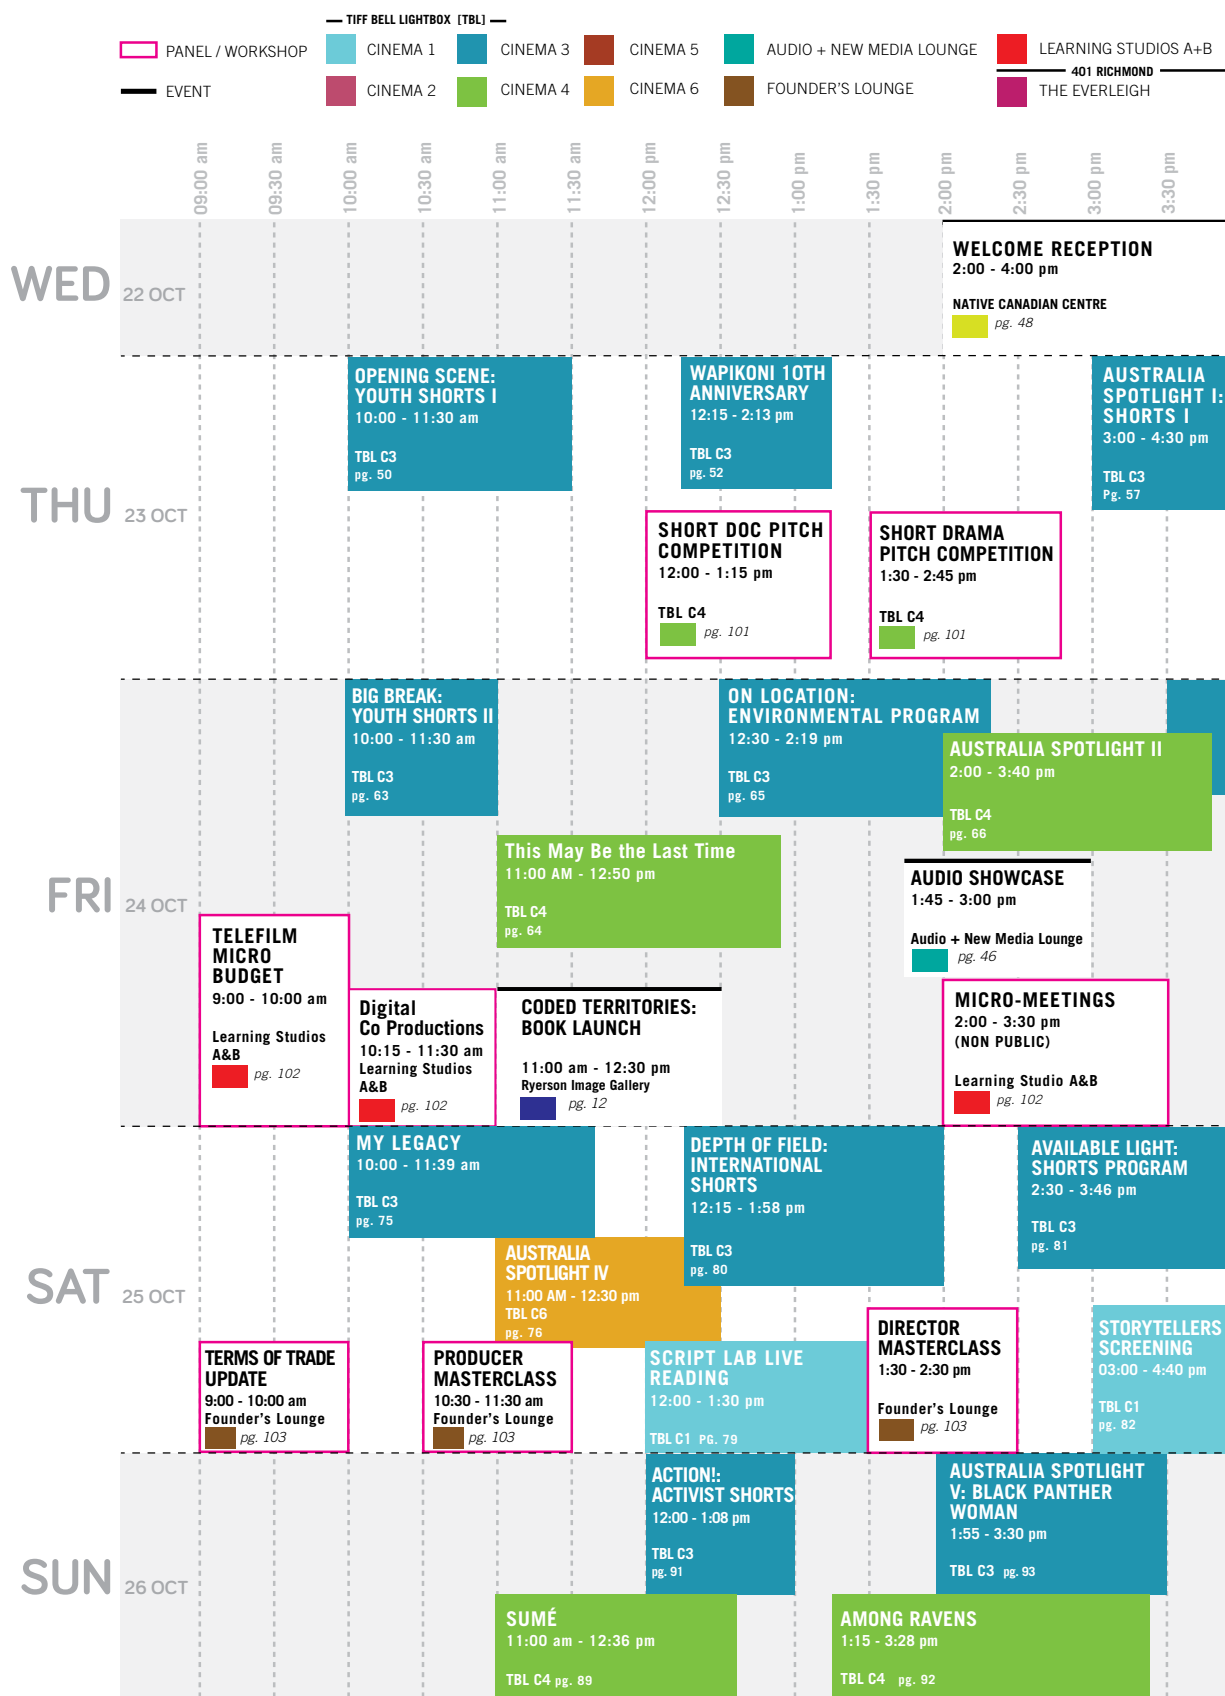 TIFF BELL LIGHTBOX [TBL]
PANEL / WORKSHOP
CINEMA 1
CINEMA 3
CINEMA 5
AUDIO + NEW MEDIA LOUNGE
LEARNING STUDIOS A+B
401 RICHMOND
EVENT
CINEMA 2
CINEMA 4
CINEMA 6
FOUNDER'S LOUNGE
THE EVERLEIGH
09:00 am
09:30 am
10:00 am
10:30 am
11:00 am
11:30 am
12:00 pm
12:30 pm
1:00 pm
1:30 pm
2:00 pm
2:30 pm
3:00 pm
3:30 pm
WED 22 OCT
WELCOME RECEPTION
2:00 - 4:00 pm
NATIVE CANADIAN CENTRE
pg. 48
THU 23 OCT
OPENING SCENE:
YOUTH SHORTS I
10:00 - 11:30 am
TBL C3
pg. 50
WAPIKONI 10TH
ANNIVERSARY
12:15 - 2:13 pm
TBL C3
pg. 52
AUSTRALIA
SPOTLIGHT I:
SHORTS I
3:00 - 4:30 pm
TBL C3
Pg. 57
SHORT DOC PITCH
COMPETITION
12:00 - 1:15 pm
TBL C4
pg. 101
SHORT DRAMA
PITCH COMPETITION
1:30 - 2:45 pm
TBL C4
pg. 101
FRI 24 OCT
BIG BREAK:
YOUTH SHORTS II
10:00 - 11:30 am
TBL C3
pg. 63
ON LOCATION:
ENVIRONMENTAL PROGRAM
12:30 - 2:19 pm
TBL C3
pg. 65
AUSTRALIA SPOTLIGHT II
2:00 - 3:40 pm
TBL C4
pg. 66
This May Be the Last Time
11:00 AM - 12:50 pm
TBL C4
pg. 64
AUDIO SHOWCASE
1:45 - 3:00 pm
Audio + New Media Lounge
pg. 46
TELEFILM
MICRO
BUDGET
9:00 - 10:00 am
Learning Studios
A&B
pg. 102
Digital
Co Productions
10:15 - 11:30 am
Learning Studios
A&B
pg. 102
CODED TERRITORIES:
BOOK LAUNCH
11:00 am - 12:30 pm
Ryerson Image Gallery
pg. 12
MICRO-MEETINGS
2:00 - 3:30 pm
(NON PUBLIC)
Learning Studio A&B
pg. 102
SAT 25 OCT
MY LEGACY
10:00 - 11:39 am
TBL C3
pg. 75
DEPTH OF FIELD:
INTERNATIONAL
SHORTS
12:15 - 1:58 pm
TBL C3
pg. 80
AVAILABLE LIGHT:
SHORTS PROGRAM
2:30 - 3:46 pm
TBL C3
pg. 81
AUSTRALIA
SPOTLIGHT IV
11:00 AM - 12:30 pm
TBL C6
pg. 76
TERMS OF TRADE
UPDATE
9:00 - 10:00 am
Founder's Lounge
pg. 103
PRODUCER
MASTERCLASS
10:30 - 11:30 am
Founder's Lounge
pg. 103
SCRIPT LAB LIVE
READING
12:00 - 1:30 pm
TBL C1 PG. 79
DIRECTOR
MASTERCLASS
1:30 - 2:30 pm
Founder's Lounge
pg. 103
STORYTELLERS
SCREENING
03:00 - 4:40 pm
TBL C1
pg. 82
SUN 26 OCT
ACTION!:
ACTIVIST SHORTS
12:00 - 1:08 pm
TBL C3
pg. 91
AUSTRALIA SPOTLIGHT
V: BLACK PANTHER
WOMAN
1:55 - 3:30 pm
TBL C3 pg. 93
SUMÉ
11:00 am - 12:36 pm
TBL C4 pg. 89
AMONG RAVENS
1:15 - 3:28 pm
TBL C4 pg. 92